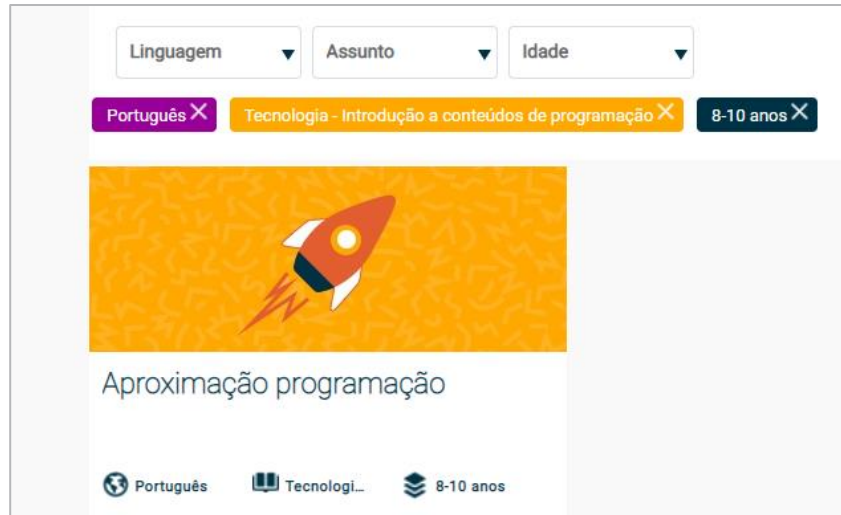 Linguagem Assunto Idade
Português Tecnologia - Introdução a conteúdos de programação 8-10 anos
Aproximação programação
Português Tecnologi... 8-10 anos